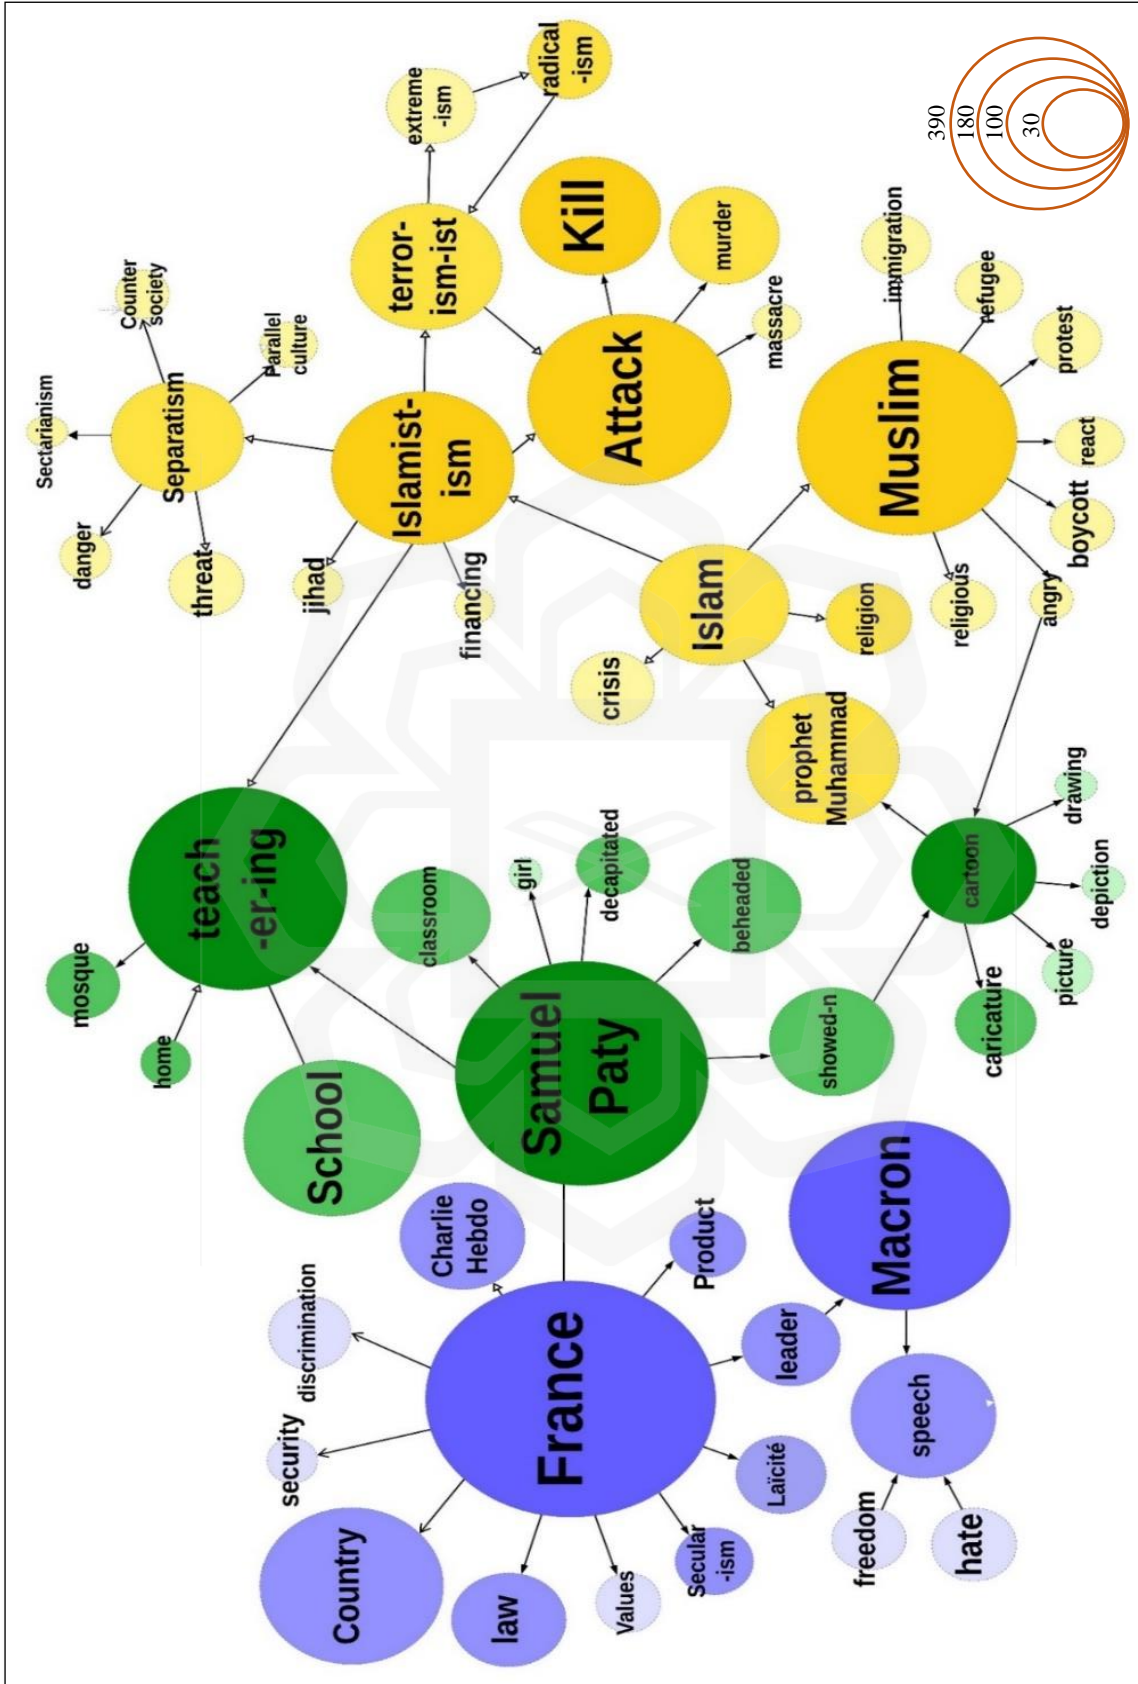 Country
law
Values
Secular
-ism
Laïcité
France
security
discrimination
Charlie
Hebdo
Product
leader
Macron
speech
freedom
hate
School
home
mosque
teach
-er-ing
Samuel
Paty
classroom
girl
decapitated
beheaded
showed-n
cartoon
caricature
picture
depiction
drawing
prophet
Muhammad
crisis
Islam
religion
financing
jihad
Islamist-
ism
threat
danger
Separatism
Sectarianism
Counter
society
Parallel
culture
terror-
ism-ist
extreme
-ism
radical
-ism
Attack
Kill
murder
massacre
Muslim
religious
angry
boycott
react
protest
refugee
immigration
390
180
100
30